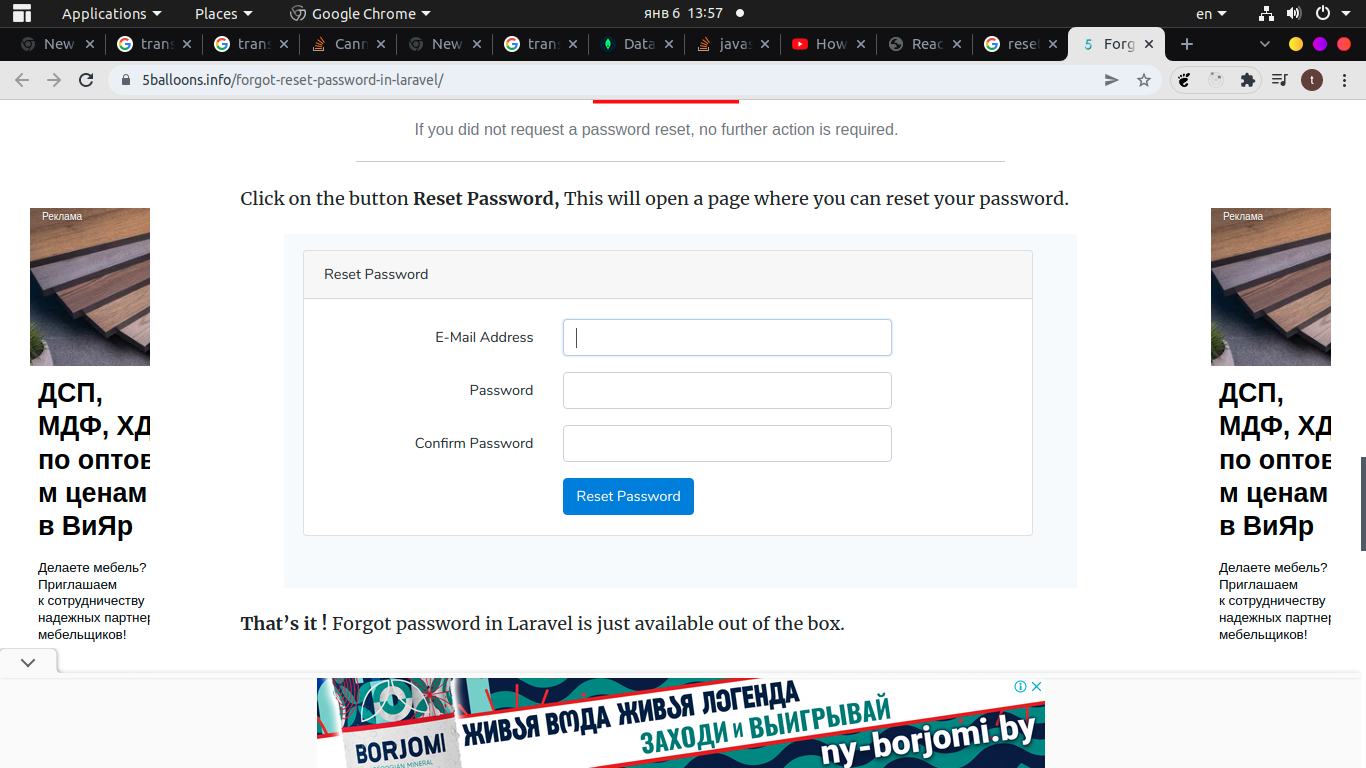 Applications Places Google Chrome янв 6 13:57 en
New tran: tran: Cann New tran: Data javas How Reac rese 5 Forg
5balloons.info/forgot-reset-password-in-laravel/ t
If you did not request a password reset, no further action is required.
Click on the button Reset Password, This will open a page where you can reset your password.
Reset Password
E-Mail Address
Password
Confirm Password
Reset Password
That’s it ! Forgot password in Laravel is just available out of the box.
Реклама
ДСП,
МДФ, ХД
по оптов
м ценам
в ВиЯр
Делаете мебель?
Приглашаем
к сотрудничеству
надежных партнер
мебельщиков!
Реклама
ДСП,
МДФ, ХД
по оптов
м ценам
в ВиЯр
Делаете мебель?
Приглашаем
к сотрудничеству
надежных партнер
мебельщиков!
ЖИВАЯ ВОДА ЖИВАЯ ЛЕГЕНДА
ЗАХОДИ И ВЫИГРЫВАЙ
BORJOMI
ny-borjomi.by